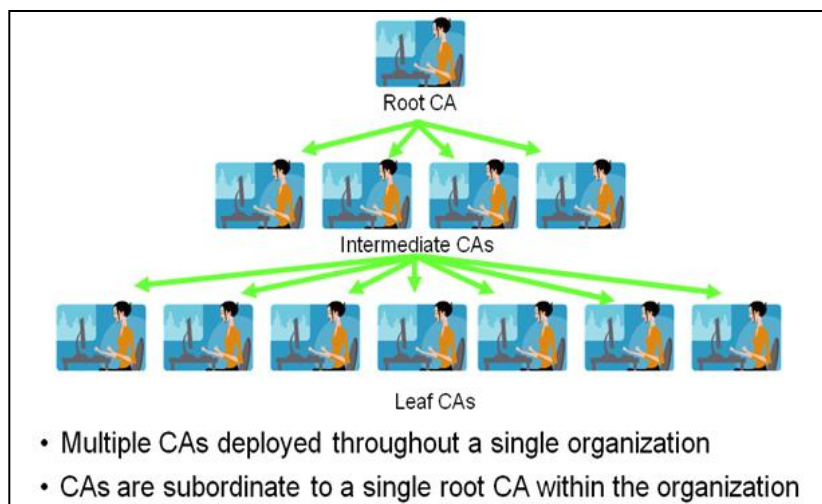 Root CA
Intermediate CAs
Leaf CAs
• Multiple CAs deployed throughout a single organization
• CAs are subordinate to a single root CA within the organization